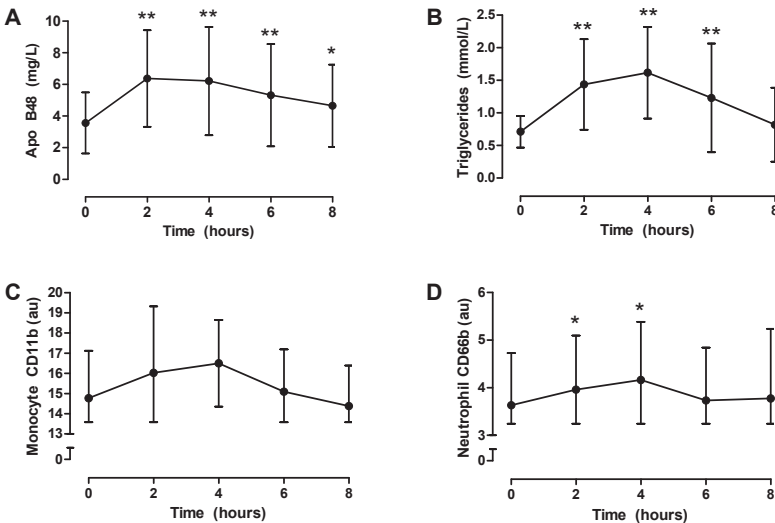 A
Apo B48 (mg/L)
10
8
6
4
2
0
** ** ** *
0 2 4 6 8
Time (hours)
B
Triglycerides (mmol/L)
2.5
2.0
1.5
1.0
0.5
0.0
** ** **
0 2 4 6 8
Time (hours)
C
Monocyte CD11b (au)
20
19
18
17
16
15
14
13
0
0 2 4 6 8
Time (hours)
D
Neutrophil CD66b (au)
6
5
4
3
0
* *
0 2 4 6 8
Time (hours)